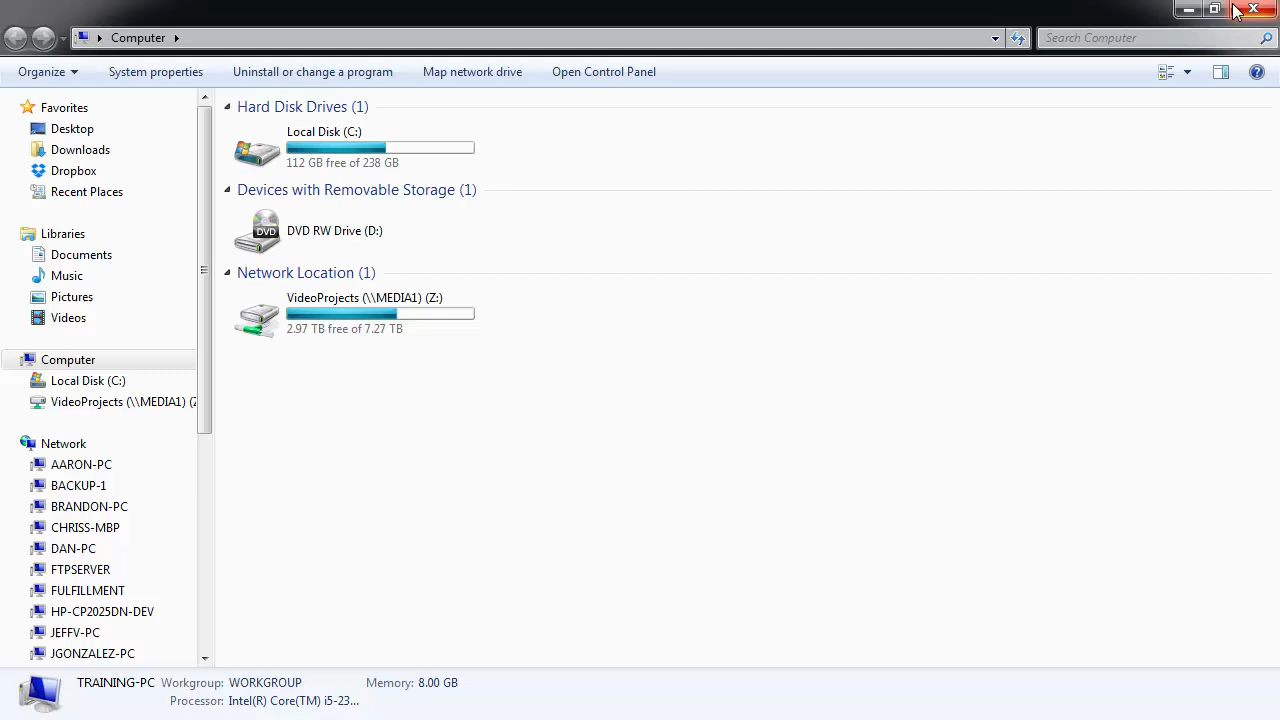 Computer
Search Computer
Organize
System properties
Uninstall or change a program
Map network drive
Open Control Panel
Favorites
Desktop
Downloads
Dropbox
Recent Places
Libraries
Documents
Music
Pictures
Videos
Computer
Local Disk (C:)
VideoProjects (\\MEDIA1) (Z
Network
AARON-PC
BACKUP-1
BRANDON-PC
CHRISS-MBP
DAN-PC
FTPSERVER
FULFILLMENT
HP-CP2025DN-DEV
JEFFV-PC
JGONZALEZ-PC
Hard Disk Drives (1)
Local Disk (C:)
112 GB free of 238 GB
Devices with Removable Storage (1)
DVD
DVD RW Drive (D:)
Network Location (1)
VideoProjects (\\MEDIA1) (Z:)
2.97 TB free of 7.27 TB
TRAINING-PC Workgroup: WORKGROUP Memory: 8.00 GB
Processor: Intel(R) Core(TM) i5-23...